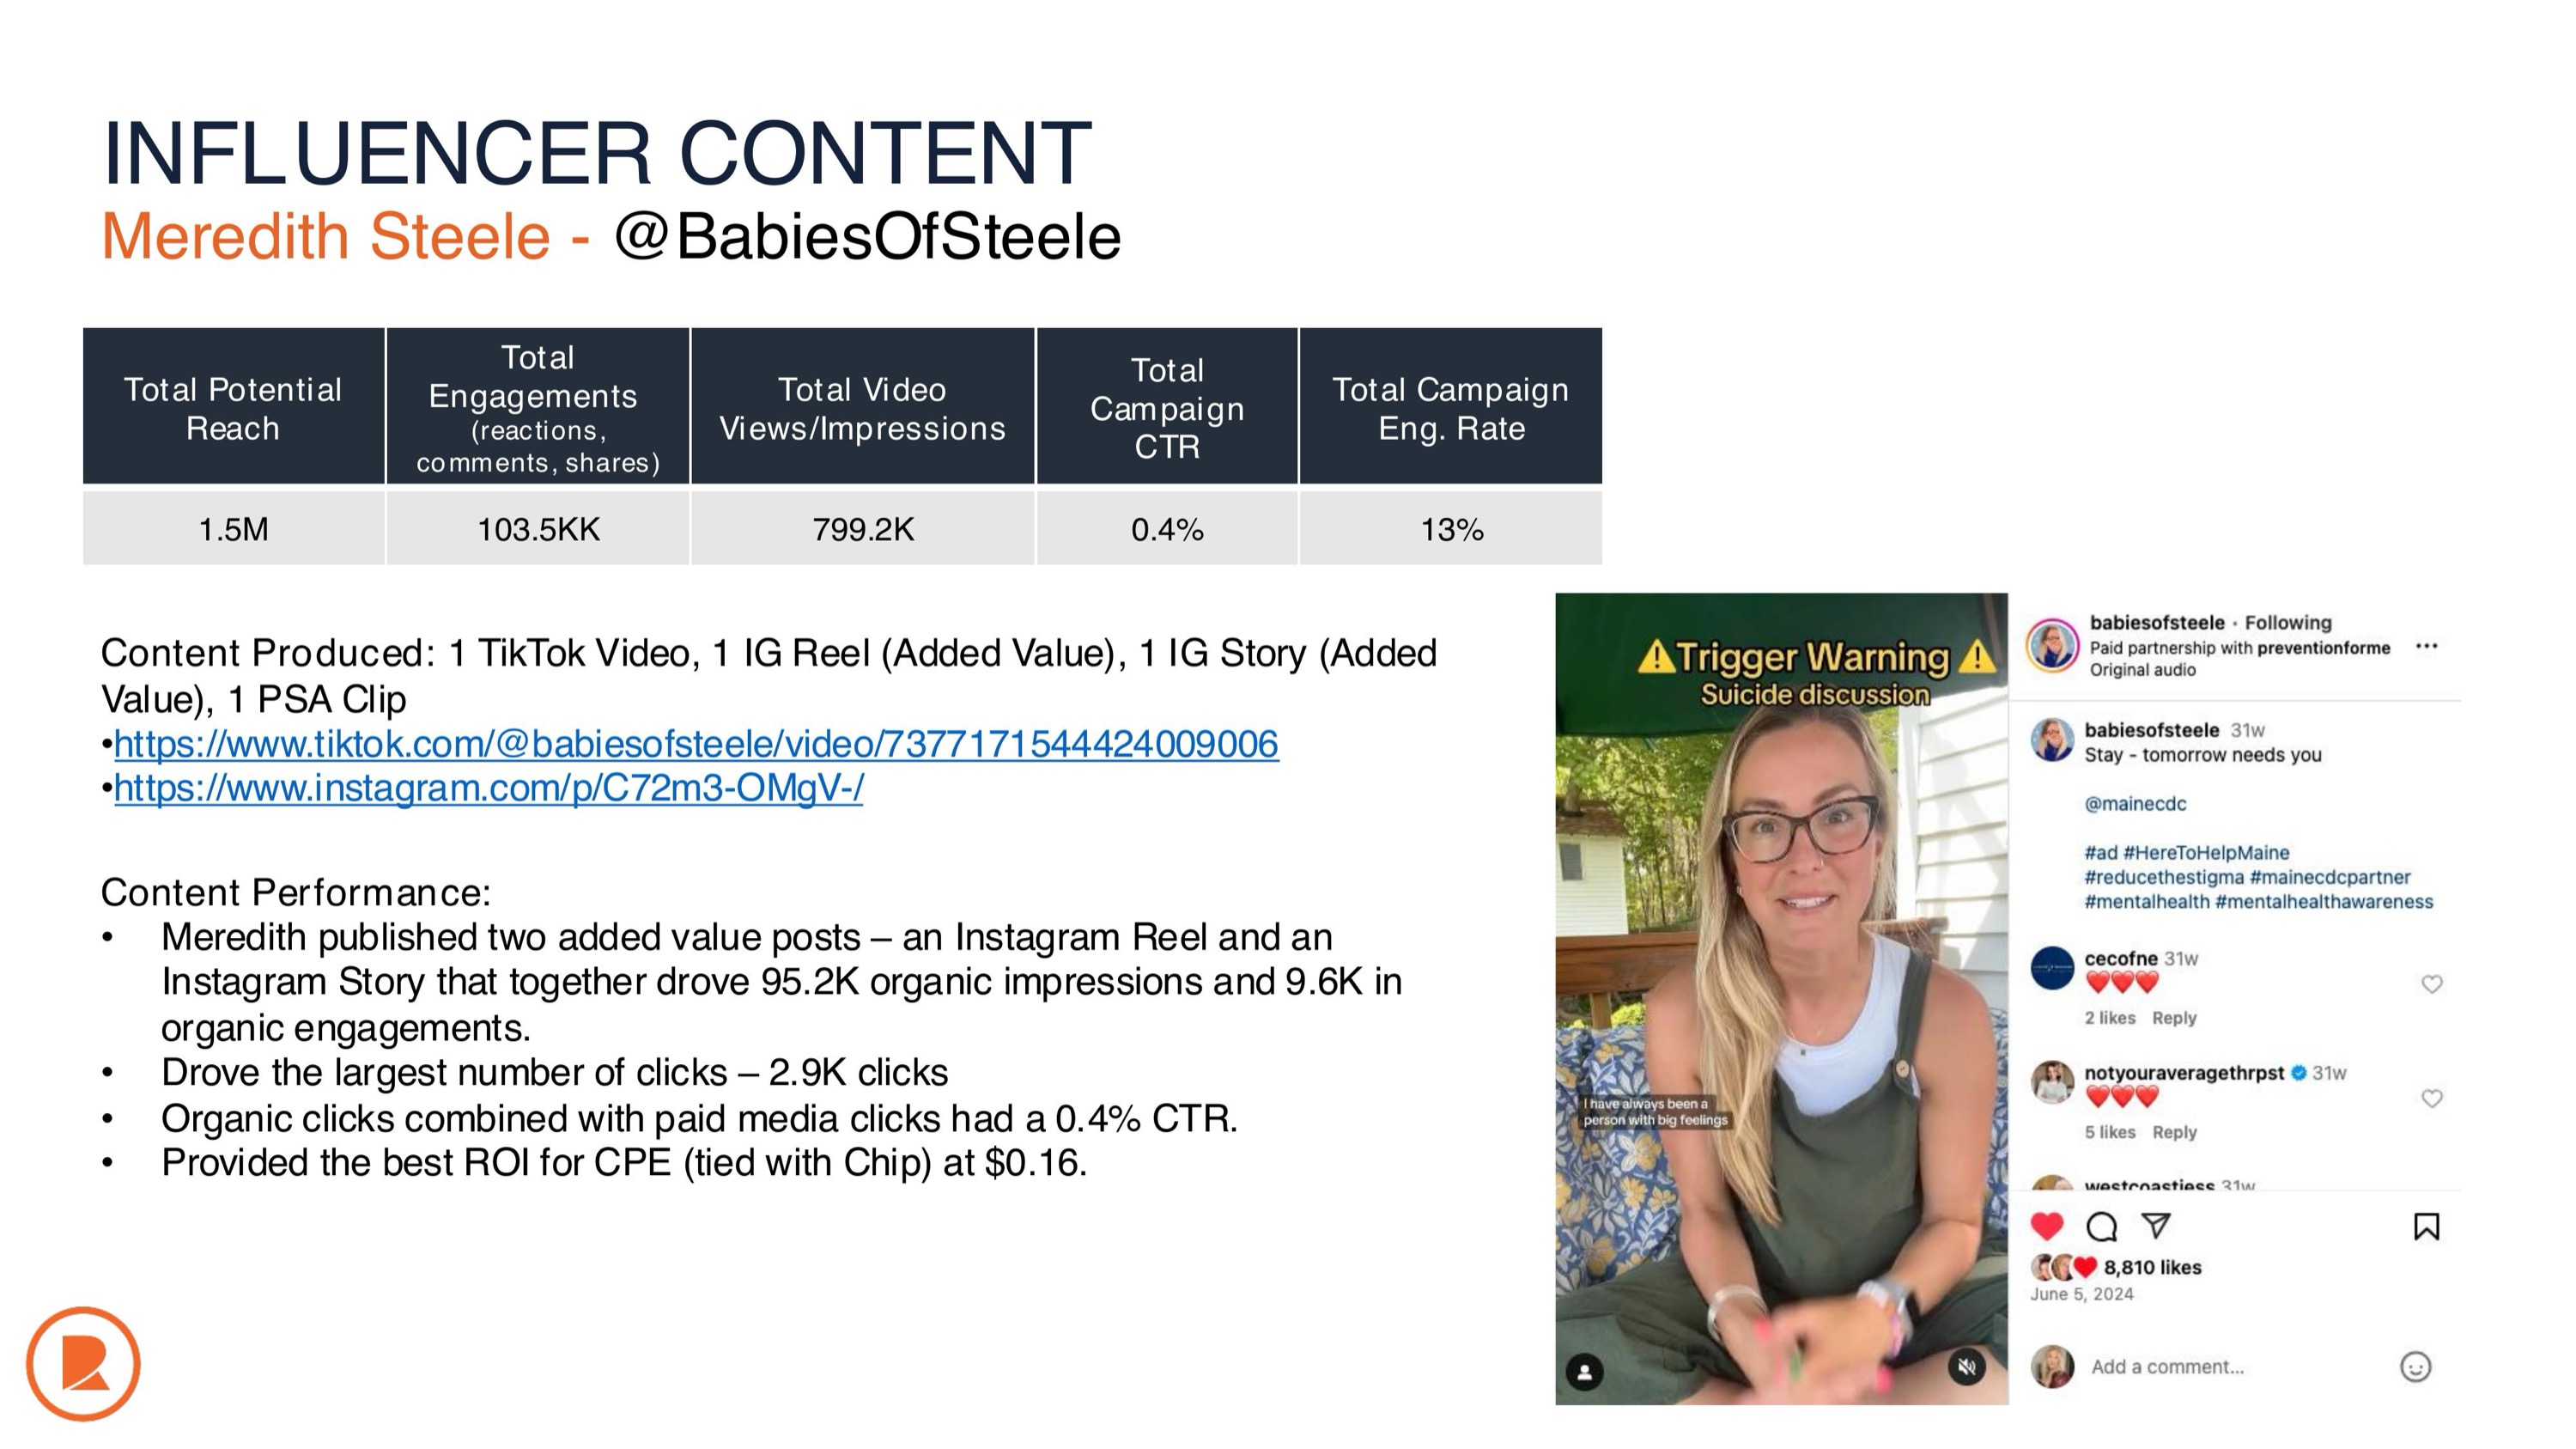 INFLUENCER CONTENT
Meredith Steele - @BabiesOfSteele
Total Potential
Reach
Total
Engagements
(reactions,
comments, shares)
Total Video
Views/Impressions
Total
Campaign
CTR
Total Campaign
Eng. Rate
1.5M
103.5KK
799.2K
0.4%
13%
Content Produced: 1 TikTok Video, 1 IG Reel (Added Value), 1 IG Story (Added
Value), 1 PSA Clip
•https://www.tiktok.com/@babiesofsteele/video/7377171544424009006
•https://www.instagram.com/p/C72m3-OMgV-/
Content Performance:
• Meredith published two added value posts – an Instagram Reel and an
Instagram Story that together drove 95.2K organic impressions and 9.6K in
organic engagements.
• Drove the largest number of clicks – 2.9K clicks
• Organic clicks combined with paid media clicks had a 0.4% CTR.
• Provided the best ROI for CPE (tied with Chip) at $0.16.
⚠Trigger Warning⚠
Suicide discussion
I have always been a
person with big feelings
babiesofsteele • Following
Paid partnership with preventionforme
Original audio
babiesofsteele 31w
Stay - tomorrow needs you
@mainecdc
#ad #HereToHelpMaine
#reducethestigma #mainecdcpartner
#mentalhealth #mentalhealthawareness
cecofne 31w
❤️❤️❤️
2 likes Reply
notyouraveragethrpst 31w
❤️❤️❤️
5 likes Reply
westcoastjess 31w
8,810 likes
June 5, 2024
Add a comment...